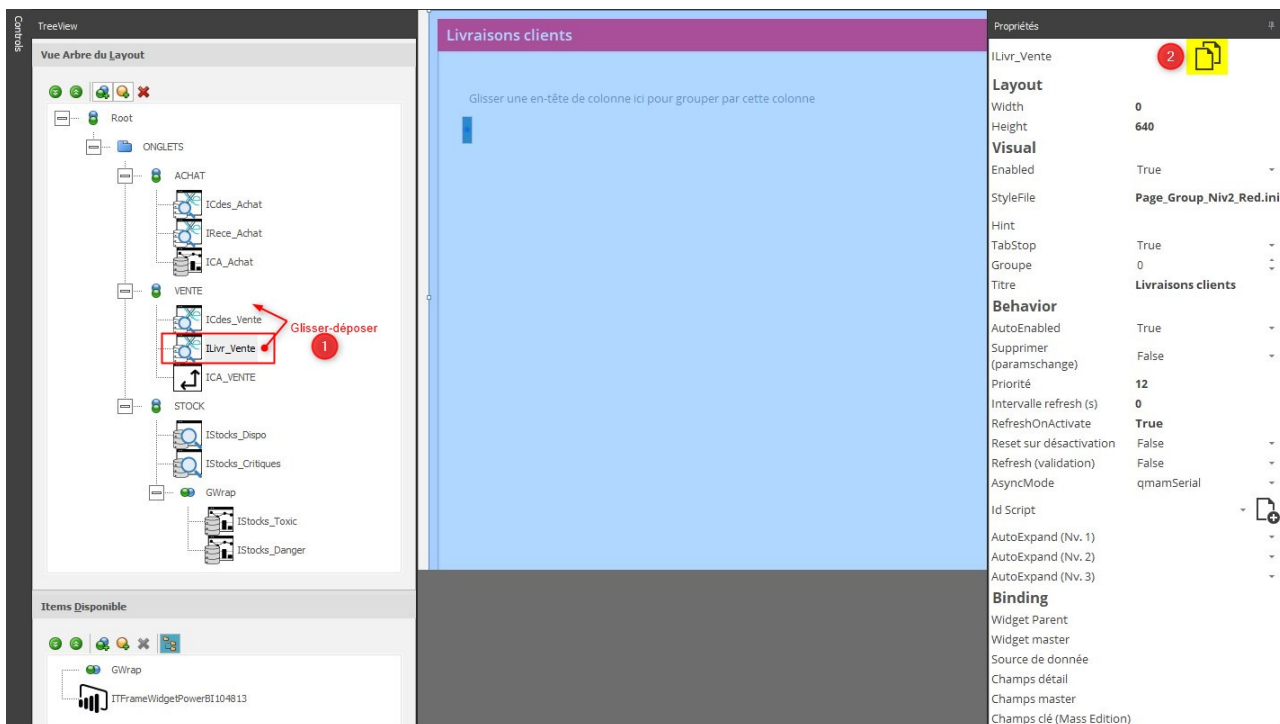 Controls
TreeView
Vue Arbre du Layout
Root
ONGLETS
ACHAT
ICdes_Achat
IRece_Achat
ICA_Achat
VENTE
ICdes_Vente
Glisser-déposer
1
ILivr_Vente
ICA_VENTE
STOCK
IStocks_Dispo
IStocks_Critiques
GWrap
IStocks_Toxic
IStocks_Danger
Items Disponible
GWrap
ITFrameWidgetPowerBI104813
Livraisons clients
Glisser une en-tête de colonne ici pour grouper par cette colonne
Propriétés
ILivr_Vente
2
Layout
Width 0
Height 640
Visual
Enabled True
StyleFile Page_Group_Niv2_Red.ini
Hint
TabStop True
Groupe 0
Titre Livraisons clients
Behavior
AutoEnabled True
Supprimer
(paramschange) False
Priorité 12
Intervalle refresh (s) 0
RefreshOnActivate True
Reset sur désactivation False
Refresh (validation) False
AsyncMode qmamSerial
Id Script
AutoExpand (Nv. 1)
AutoExpand (Nv. 2)
AutoExpand (Nv. 3)
Binding
Widget Parent
Widget master
Source de donnée
Champs détail
Champs master
Champs clé (Mass Edition)